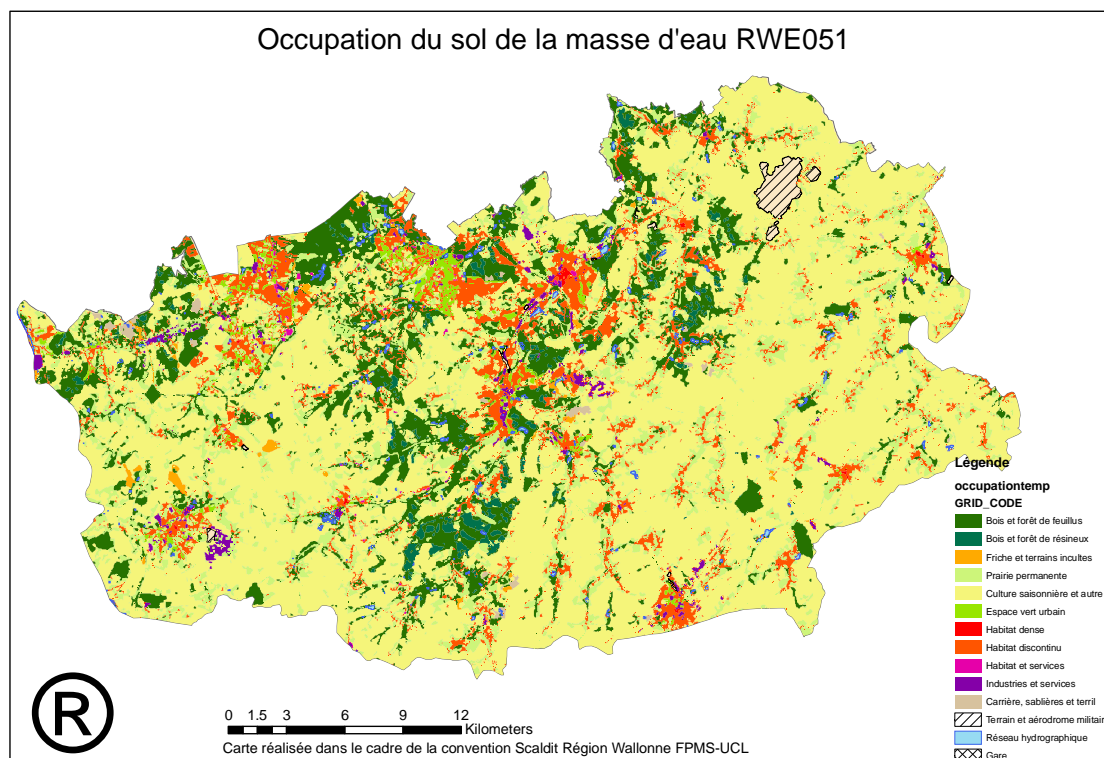 Occupation du sol de la masse d'eau RWE051
Légende
occupationtemp
GRID_CODE
Bois et forêt de feuillus
Bois et forêt de résineux
Friche et terrains incultes
Prairie permanente
Culture saisonnière et autre
Espace vert urbain
Habitat dense
Habitat discontinu
Habitat et services
Industries et services
Carrière, sablières et terril
Terrain et aérodrome militair
Réseau hydrographique
Gare
R
0 1.5 3 6 9 12
Kilometers
Carte réalisée dans le cadre de la convention Scaldit Région Wallonne FPMS-UCL